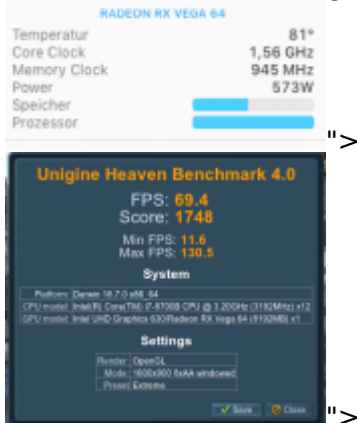 RADEON RX VEGA 64
Temperatur 81°
Core Clock 1,56 GHz
Memory Clock 945 MHz
Power 573W
Speicher
Prozessor
">
Unigine Heaven Benchmark 4.0
FPS: 69.4
Score: 1748
Min FPS: 11.6
Max FPS: 130.5
System
Platform: Darwin 18.7.0 x86_64
CPU model: Intel(R) Core(TM) i7-8700B CPU @ 3.20GHz (3192MHz) x12
GPU model: Intel UHD Graphics 630/Radeon RX Vega 64 (8192MB) x1
Settings
Render: OpenGL
Mode: 1600x900 8xAA windowed
Preset Extreme
Save Close
">